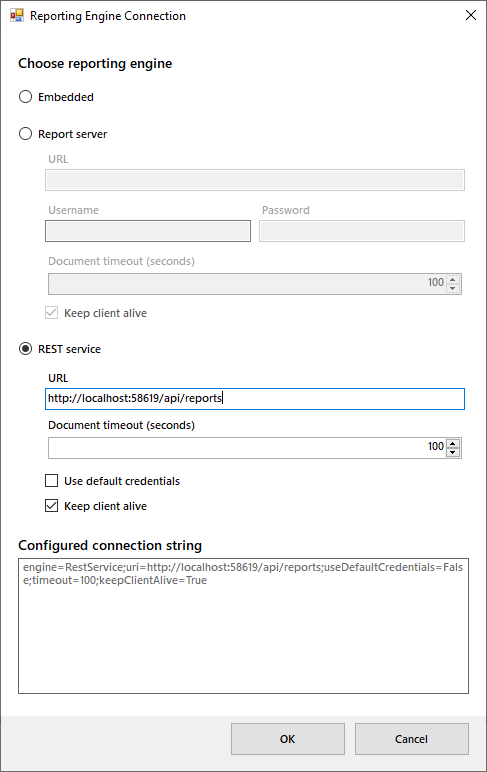 Reporting Engine Connection
Choose reporting engine
Embedded
Report server
URL
Username Password
Document timeout (seconds)
100
Keep client alive
REST service
URL
http://localhost:58619/api/reports
Document timeout (seconds)
100
Use default credentials
Keep client alive
Configured connection string
engine=RestService;uri=http://localhost:58619/api/reports;useDefaultCredentials=Fals
e;timeout=100;keepClientAlive=True
OK Cancel